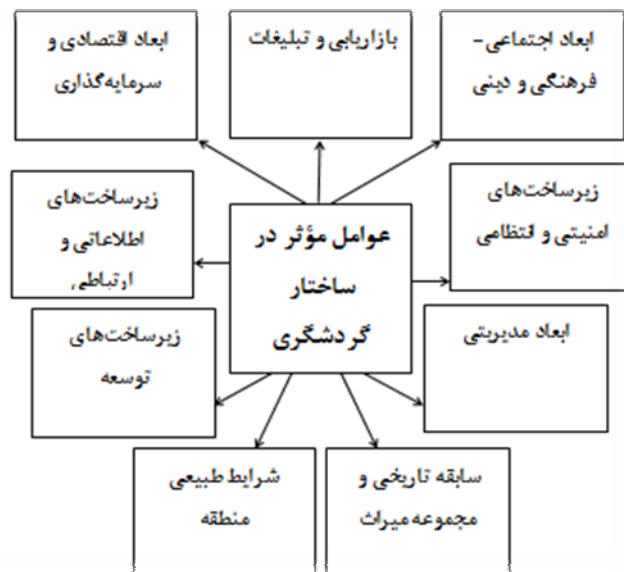 ابعاد اجتماعی-
فرهنگی و دینی
بازاریابی و تبلیغات
ابعاد اقتصادی و
سرمایه‌گذاری
زیرساخت‌های
امنیتی و انتظامی
عوامل مؤثر در
ساختار
گردشگری
زیرساخت‌های
اطلاعاتی و
ارتباطی
ابعاد مدیریتی
زیرساخت‌های
توسعه
سابقه تاریخی و
مجموعه میراث
شرایط طبیعی
منطقه